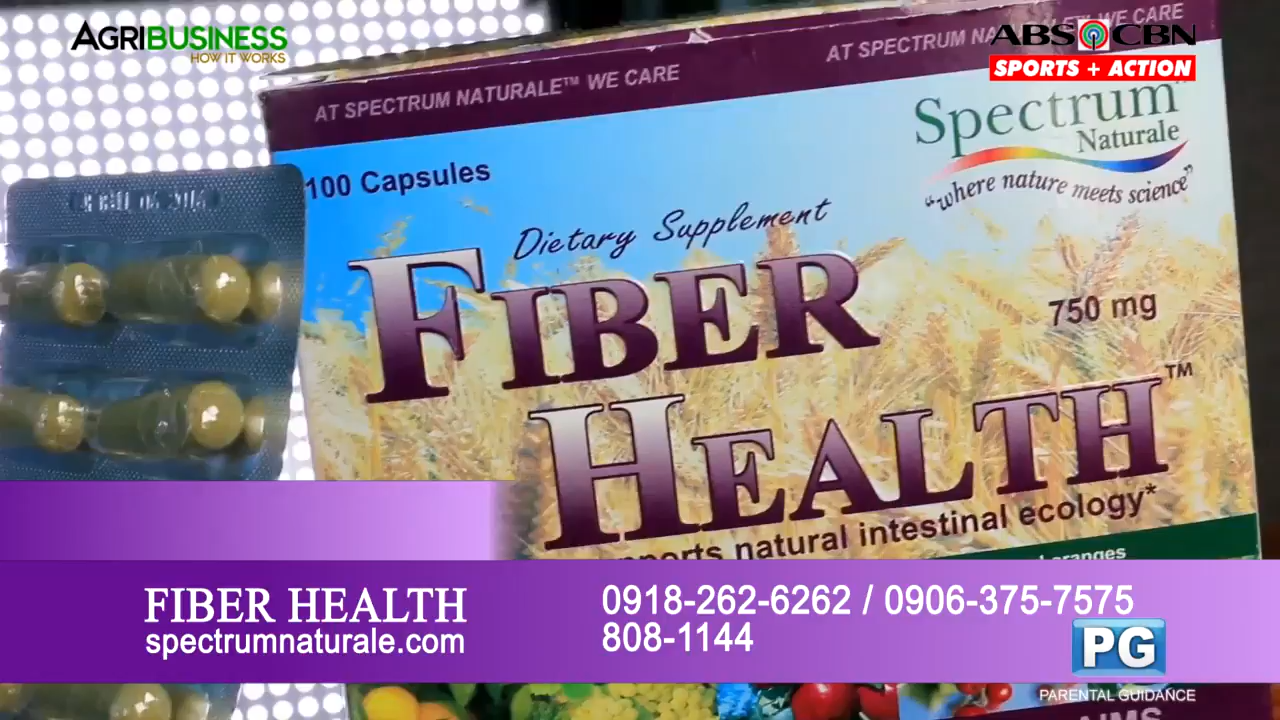 AGRIBUSINESS
HOW IT WORKS
ABS CBN
SPORTS + ACTION
AT SPECTRUM NATURALE™ WE CARE
AT SPECTRUM WE CARE
Spectrum
Naturale
"where nature meets science"
100 Capsules
Dietary Supplement
FIBER
HEALTH™
750 mg
natural intestinal ecology*
oranges
FIBER HEALTH
spectrumnaturale.com
0918-262-6262 / 0906-375-7575
808-1144
PG
PARENTAL GUIDANCE